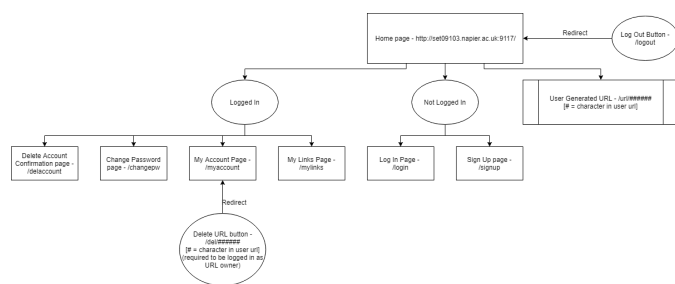 Home page - http://set09103.napier.ac.uk:9117/
Redirect
Log Out Button -
/logout
Logged In
Not Logged In
User Generated URL - /url/######
[# = character in user url]
Delete Account
Confirmation page -
/delaccount
Change Password
page - /changepw
My Account Page -
/myaccount
My Links Page -
/mylinks
Log In Page -
/login
Sign Up page -
/signup
Redirect
Delete URL button -
/del/######
[# = character in user url]
(required to be logged in as
URL owner)